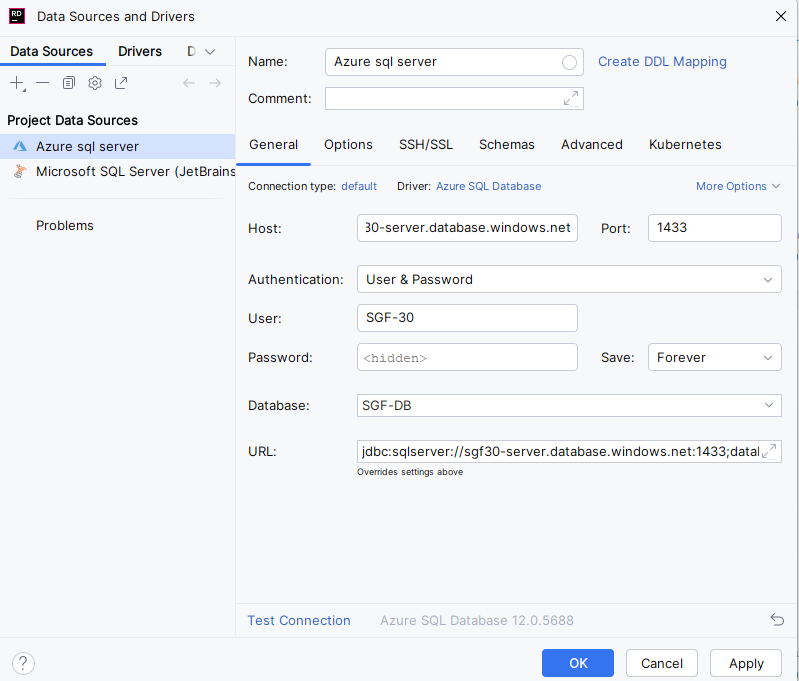 RD
Data Sources and Drivers
Data Sources
Drivers
D
Project Data Sources
Azure sql server
Microsoft SQL Server (JetBrains
Problems
Name:
Azure sql server
Create DDL Mapping
Comment:
General
Options
SSH/SSL
Schemas
Advanced
Kubernetes
Connection type: default
Driver: Azure SQL Database
More Options
Host:
30-server.database.windows.net
Port:
1433
Authentication:
User & Password
User:
SGF-30
Password:
<hidden>
Save:
Forever
Database:
SGF-DB
URL:
jdbc:sqlserver://sgf30-server.database.windows.net:1433;datal
Overrides settings above
Test Connection
Azure SQL Database 12.0.5688
?
OK
Cancel
Apply